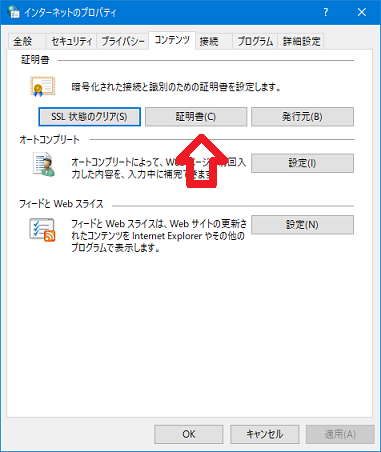 インターネットのプロパティ
全般 セキュリティ プライバシー コンテンツ 接続 プログラム 詳細設定
証明書
暗号化された接続と識別のための証明書を設定します。
SSL 状態のクリア(S) 証明書(C) 発行元(B)
オートコンプリート
オートコンプリートによって、Web ページに前回入
力した内容を、入力中に補完できます。
設定(I)
フィードと Web スライス
フィードと Web スライスは、Web サイトの更新さ
れたコンテンツを Internet Explorer やその他の
プログラムで表示します。
設定(N)
OK キャンセル 適用(A)